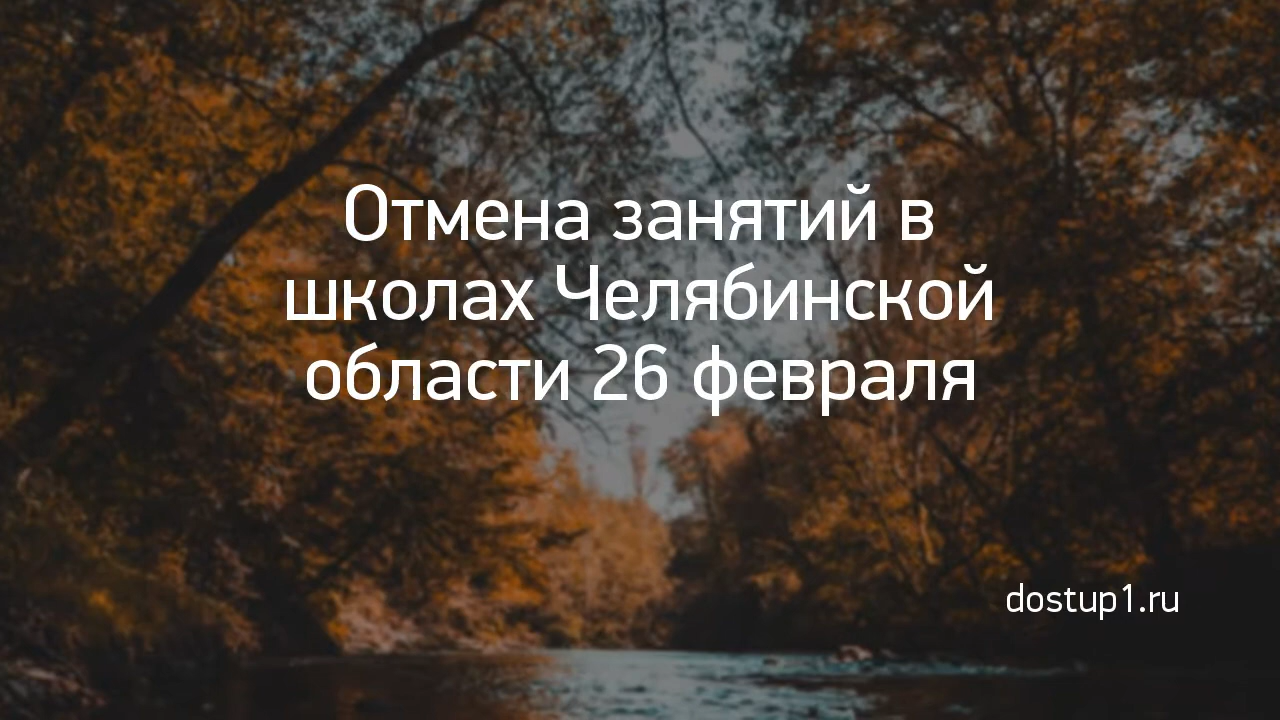 Отмена занятий в
школах Челябинской
области 26 февраля
dostup1.ru